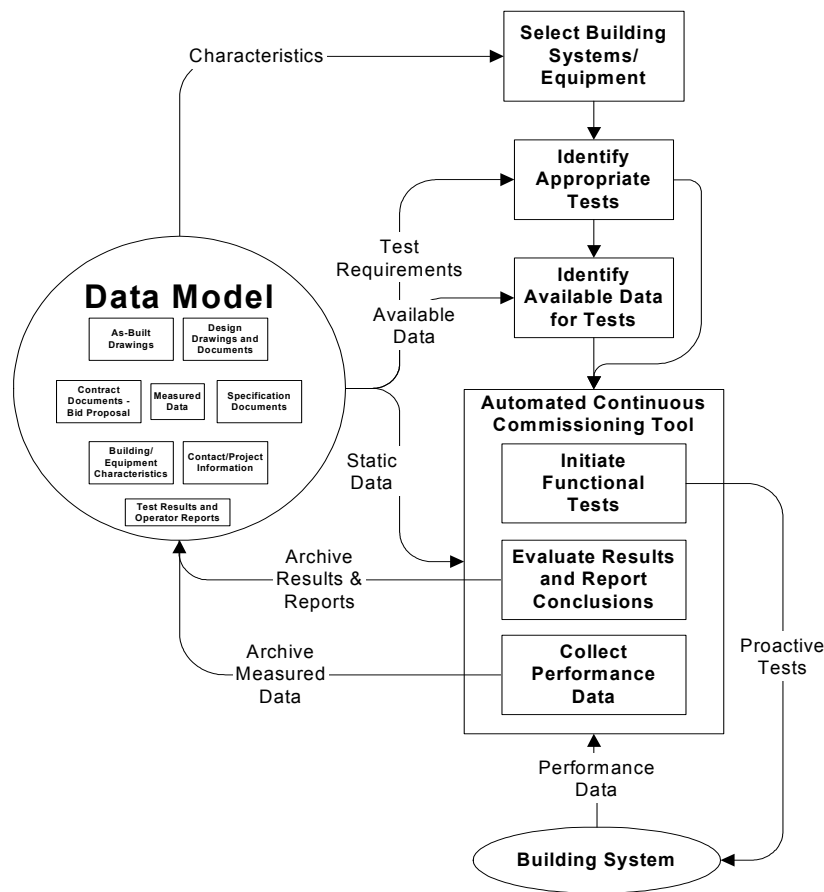 Characteristics
Select Building
Systems/
Equipment
Identify
Appropriate
Tests
Test
Requirements
Available
Data
Identify
Available Data
for Tests
Data Model
As-Built
Drawings
Design
Drawings and
Documents
Contract
Documents -
Bid Proposal
Measured
Data
Specification
Documents
Building/
Equipment
Characteristics
Contact/Project
Information
Test Results and
Operator Reports
Static
Data
Automated Continuous
Commissioning Tool
Initiate
Functional
Tests
Archive
Results &
Reports
Evaluate Results
and Report
Conclusions
Archive
Measured
Data
Collect
Performance
Data
Proactive
Tests
Performance
Data
Building System